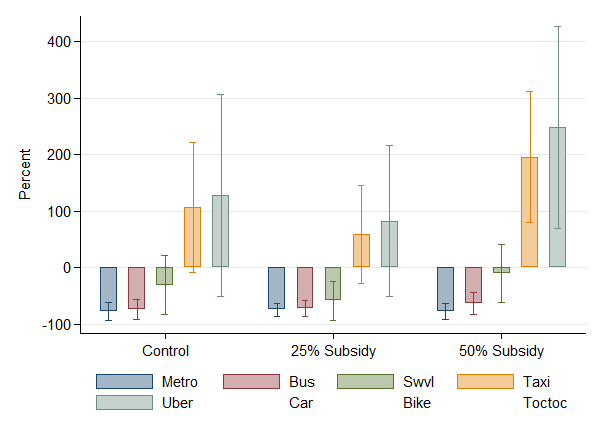 400
300
200
100
0
-100
Percent
Control 25% Subsidy 50% Subsidy
Metro Bus Swvl Taxi
Uber Car Bike Toctoc